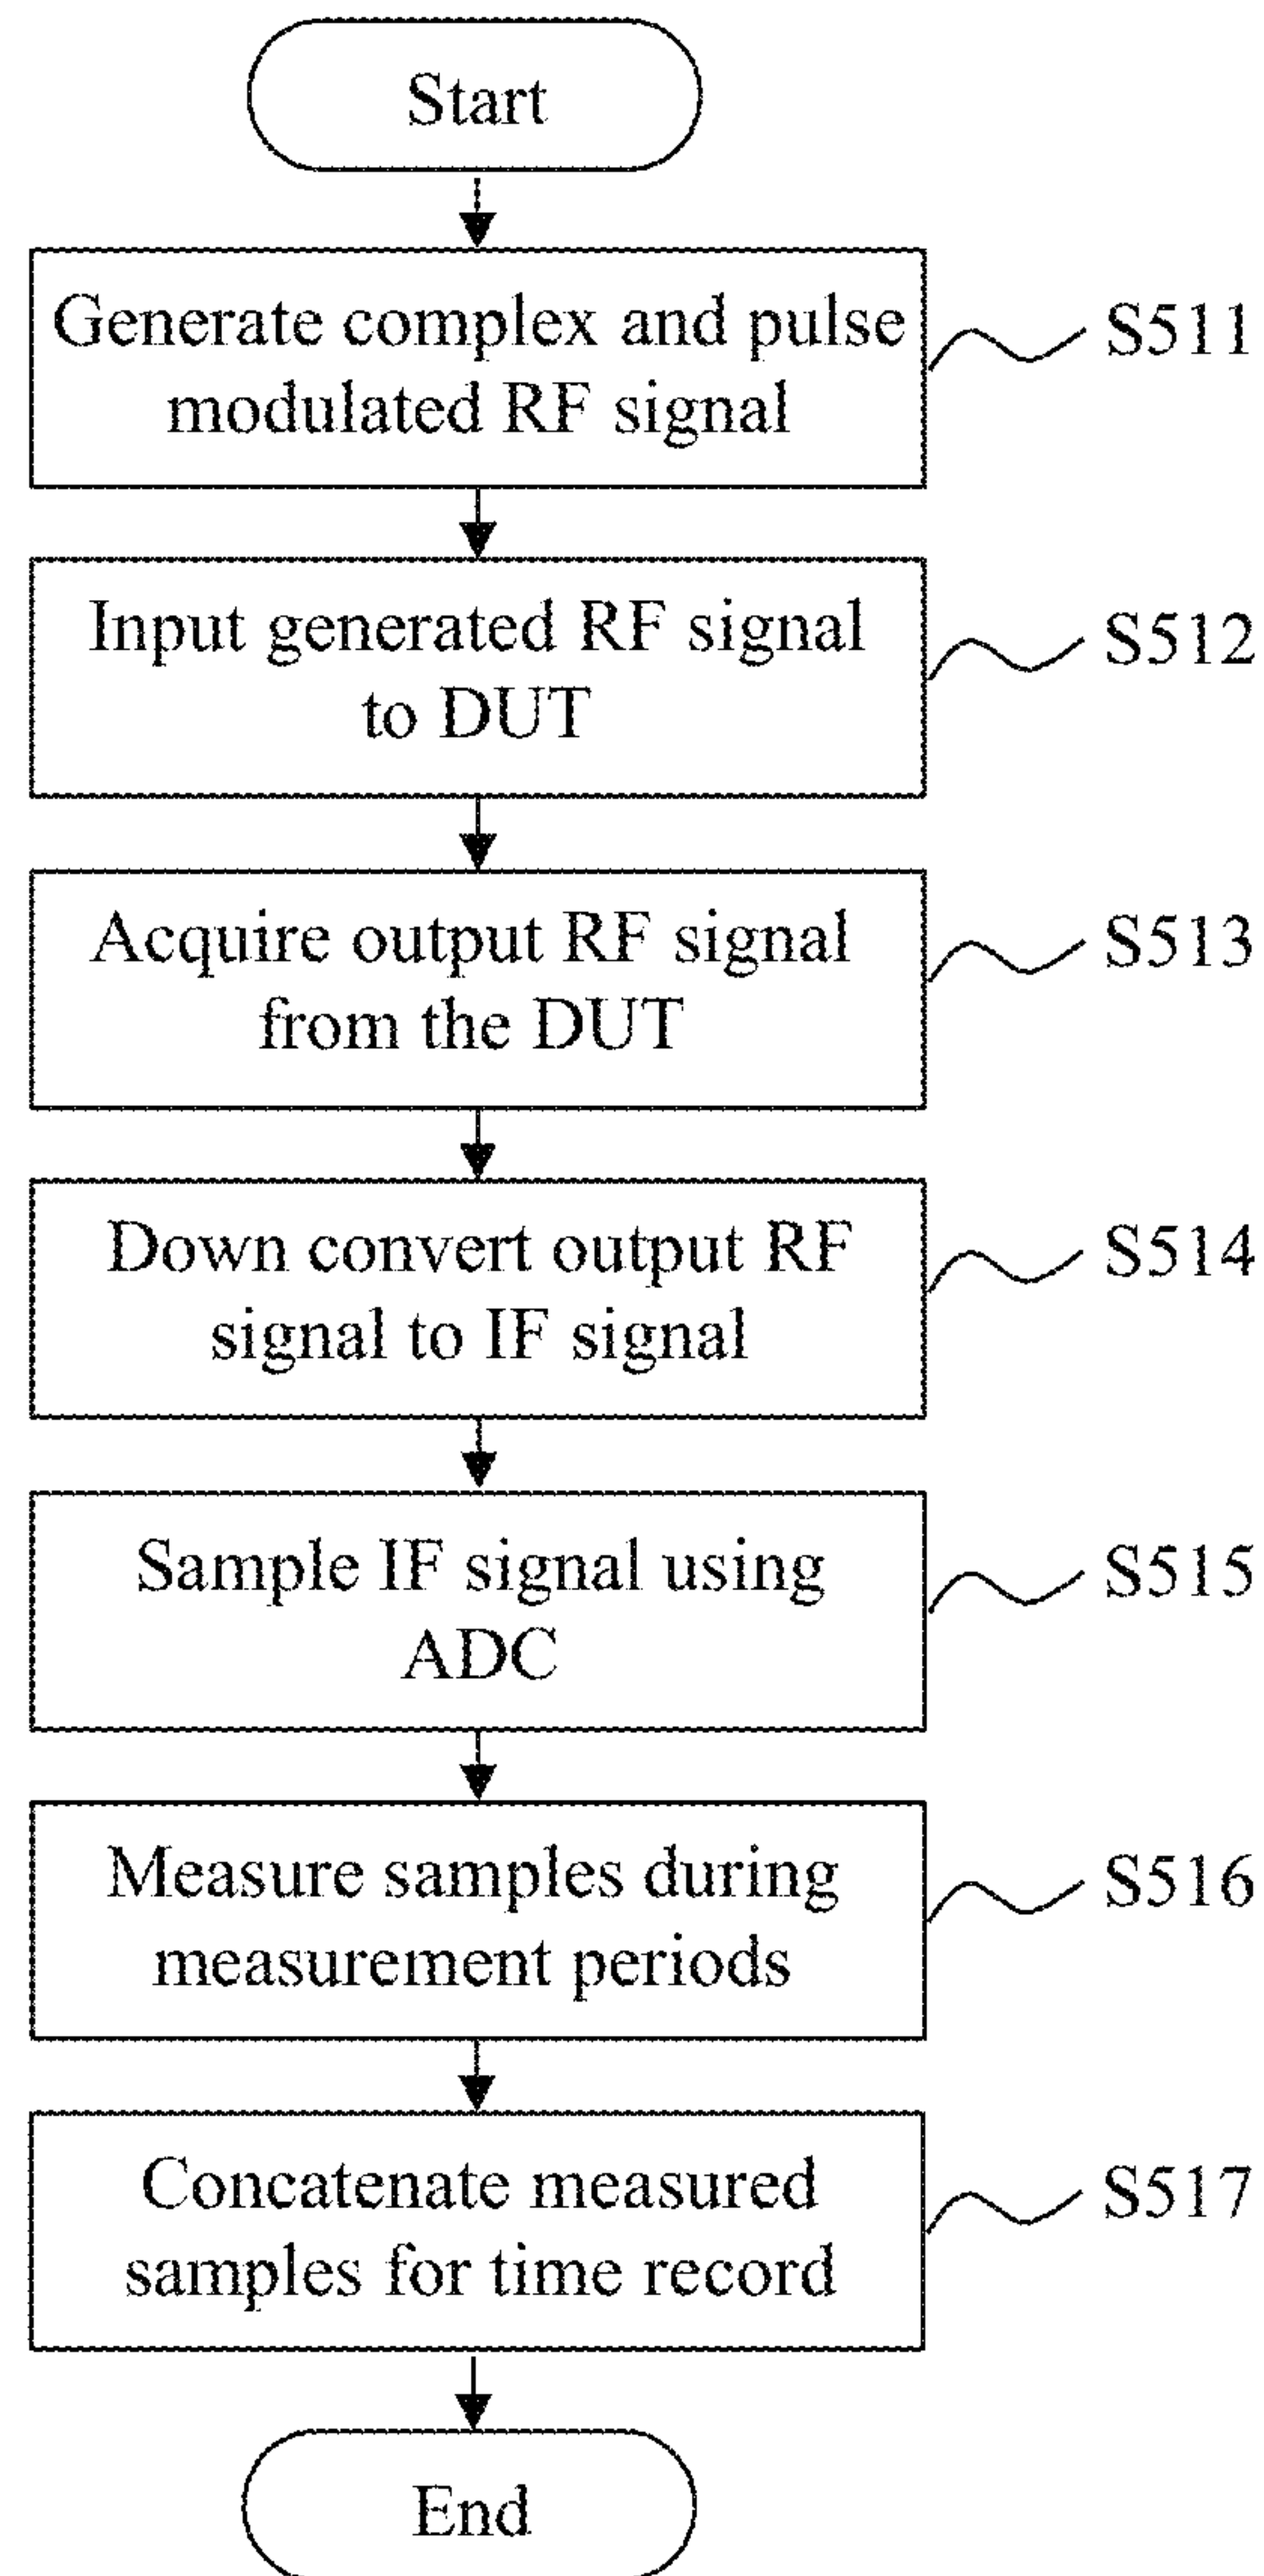 Start
Generate complex and pulse
modulated RF signal
S511
Input generated RF signal
to DUT
S512
Acquire output RF signal
from the DUT
S513
Down convert output RF
signal to IF signal
S514
Sample IF signal using
ADC
S515
Measure samples during
measurement periods
S516
Concatenate measured
samples for time record
S517
End